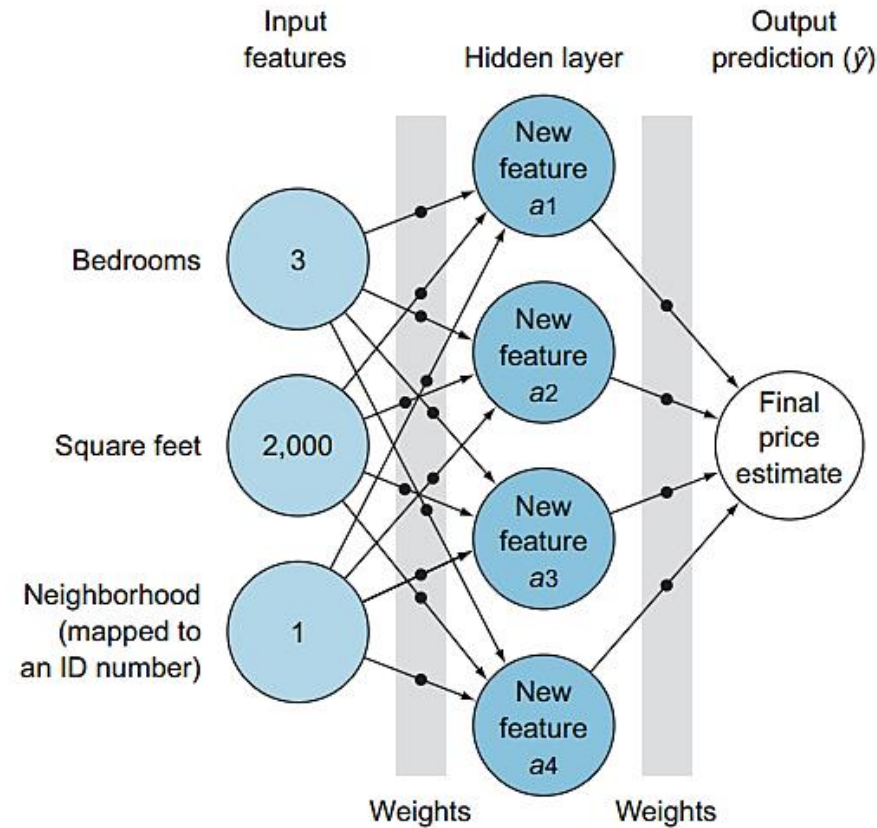 Input
features
Hidden layer
Output
prediction (ŷ)
Bedrooms
3
Square feet
2,000
Neighborhood
(mapped to
an ID number)
1
New
feature
a1
New
feature
a2
New
feature
a3
New
feature
a4
Final
price
estimate
Weights
Weights